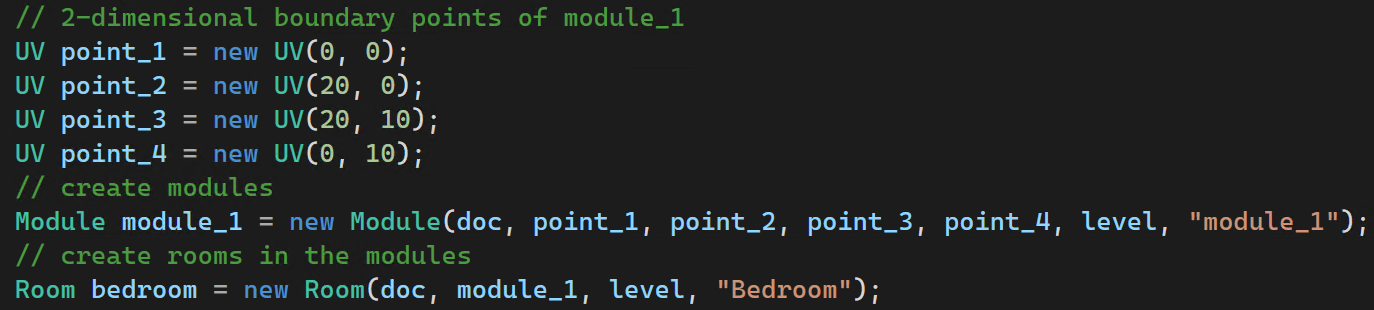 // 2-dimensional boundary points of module_1
UV point_1 = new UV(0, 0);
UV point_2 = new UV(20, 0);
UV point_3 = new UV(20, 10);
UV point_4 = new UV(0, 10);
// create modules
Module module_1 = new Module(doc, point_1, point_2, point_3, point_4, level, "module_1");
// create rooms in the modules
Room bedroom = new Room(doc, module_1, level, "Bedroom");